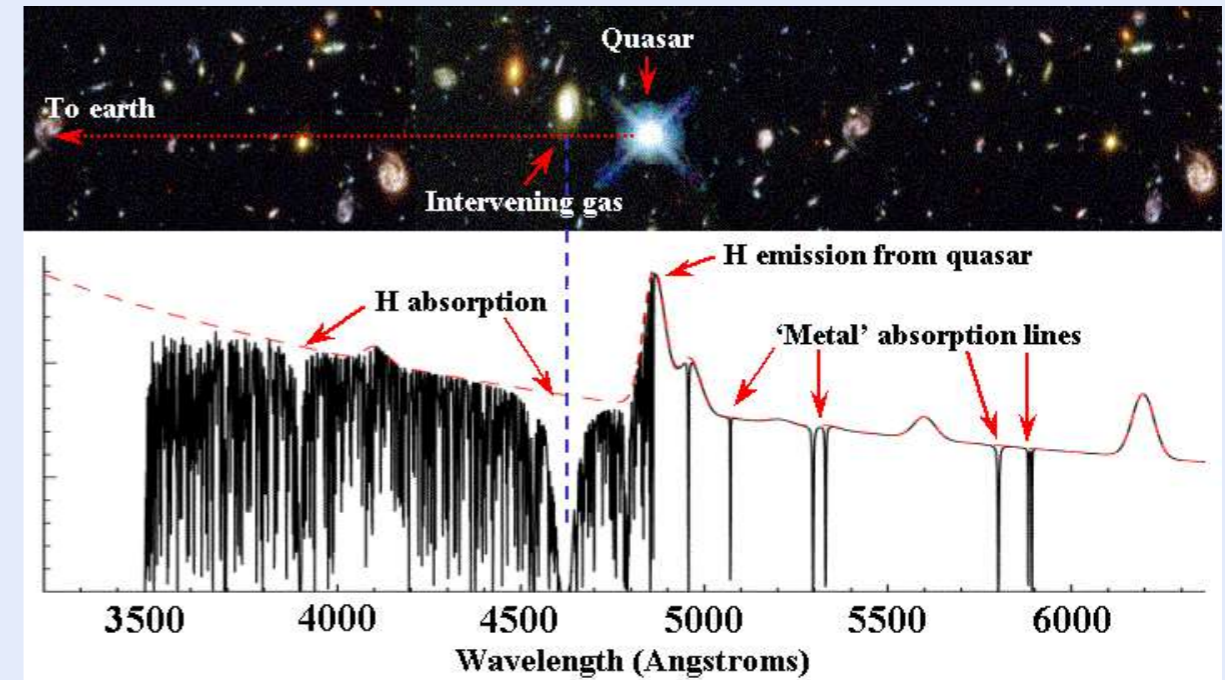 Quasar
To earth
Intervening gas
H emission from quasar
H absorption
‘Metal’ absorption lines
3500 4000 4500 5000 5500 6000
Wavelength (Angstroms)